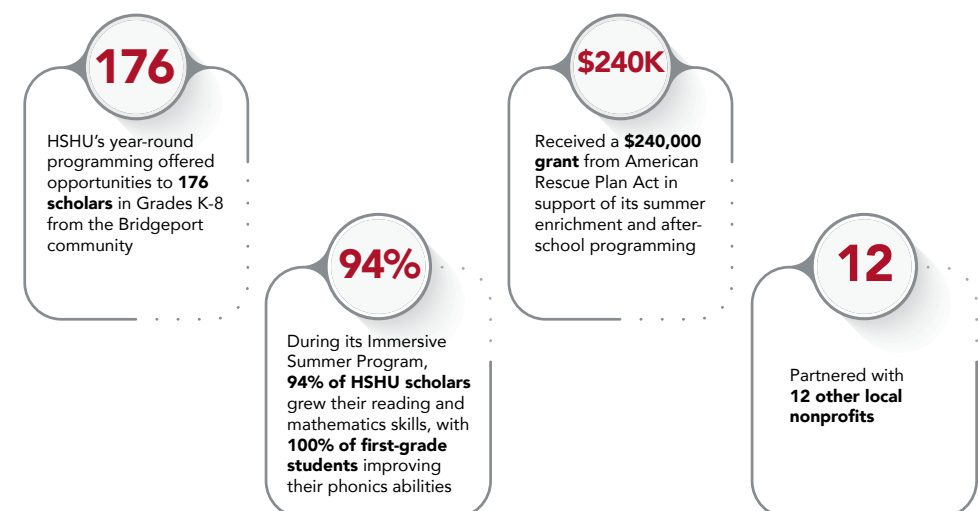 176
HSHU's year-round
programming offered
opportunities to 176
scholars in Grades K-8
from the Bridgeport
community
94%
During its Immersive
Summer Program,
94% of HSHU scholars
grew their reading and
mathematics skills, with
100% of first-grade
students improving
their phonics abilities
$240K
Received a $240,000
grant from American
Rescue Plan Act in
support of its summer
enrichment and after-
school programming
12
Partnered with
12 other local
nonprofits